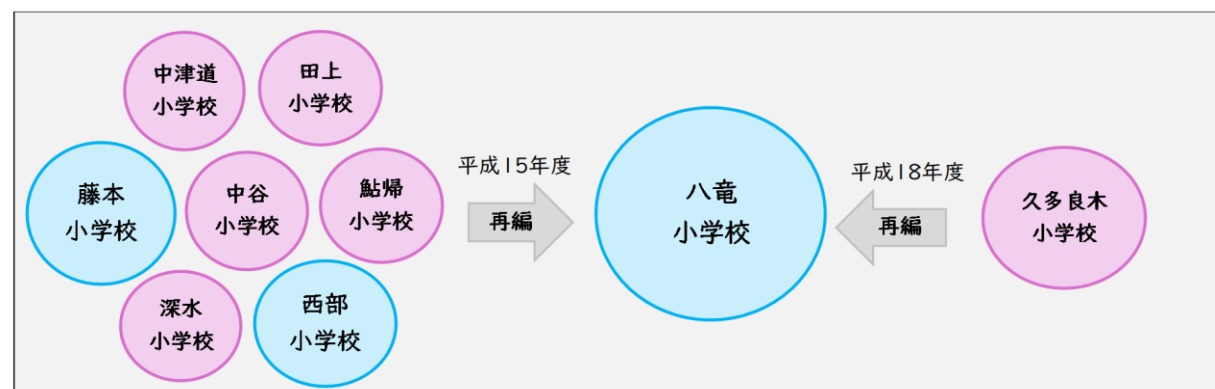 中津道
小学校
田上
小学校
藤本
小学校
中谷
小学校
鮎帰
小学校
深水
小学校
西部
小学校
平成15年度
再編
八竜
小学校
平成18年度
再編
久多良木
小学校